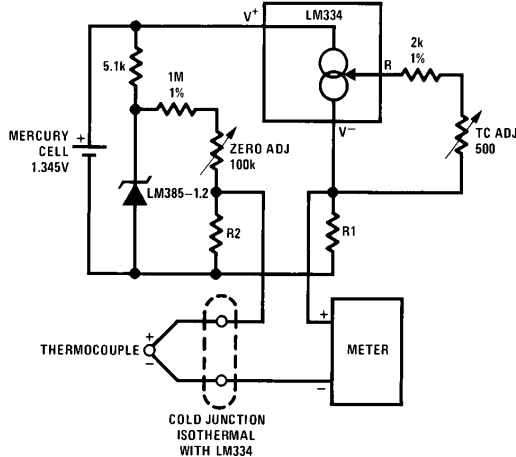 LM334
V+
2k
1%
R
5.1k
1M
1%
TC ADJ
500
V−
MERCURY
CELL
1.345V
+
ZERO ADJ
100k
LM385−1.2
R2
R1
+
THERMOCOUPLE
+
−
METER
−
COLD JUNCTION
ISOTHERMAL
WITH LM334